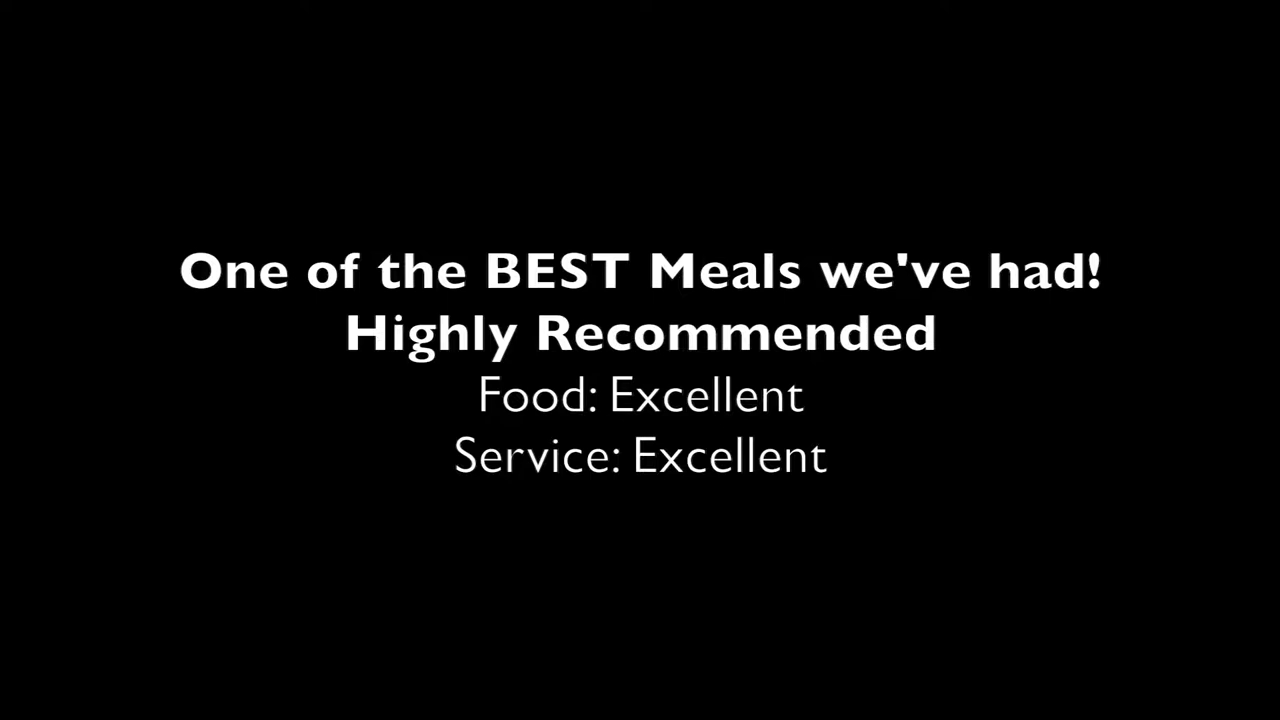 One of the BEST Meals we've had!
Highly Recommended
Food: Excellent
Service: Excellent